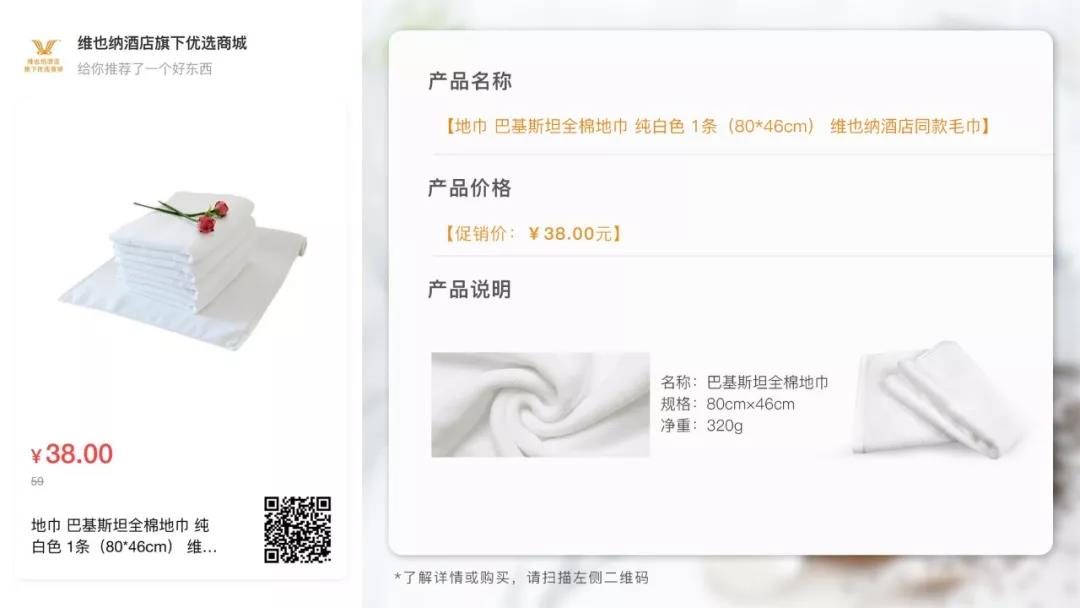 维也纳酒店旗下优选商城
给你推荐了一个好东西
维也纳酒店
旗下优选商城
¥38.00
59
地巾 巴基斯坦全棉地巾 纯
白色 1条（80*46cm） 维...
产品名称
【地巾 巴基斯坦全棉地巾 纯白色 1条（80*46cm） 维也纳酒店同款毛巾】
产品价格
【促销价：¥38.00元】
产品说明
名称：巴基斯坦全棉地巾
规格：80cm×46cm
净重：320g
*了解详情或购买，请扫描左侧二维码